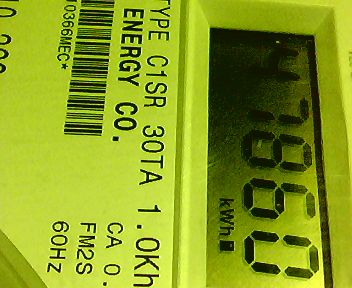 TYPE C1SR 30TA 1.0Kh
ENERGY CO.
CA 0.
FM2S
60Hz
0366MEC*
47860
kWh